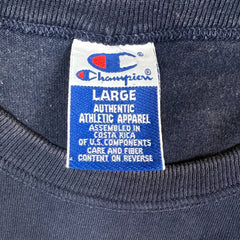 Champion
LARGE
AUTHENTIC
ATHLETIC APPAREL
ASSEMBLED IN
COSTA RICA
OF U.S. COMPONENTS
CARE AND FIBER
CONTENT ON REVERSE